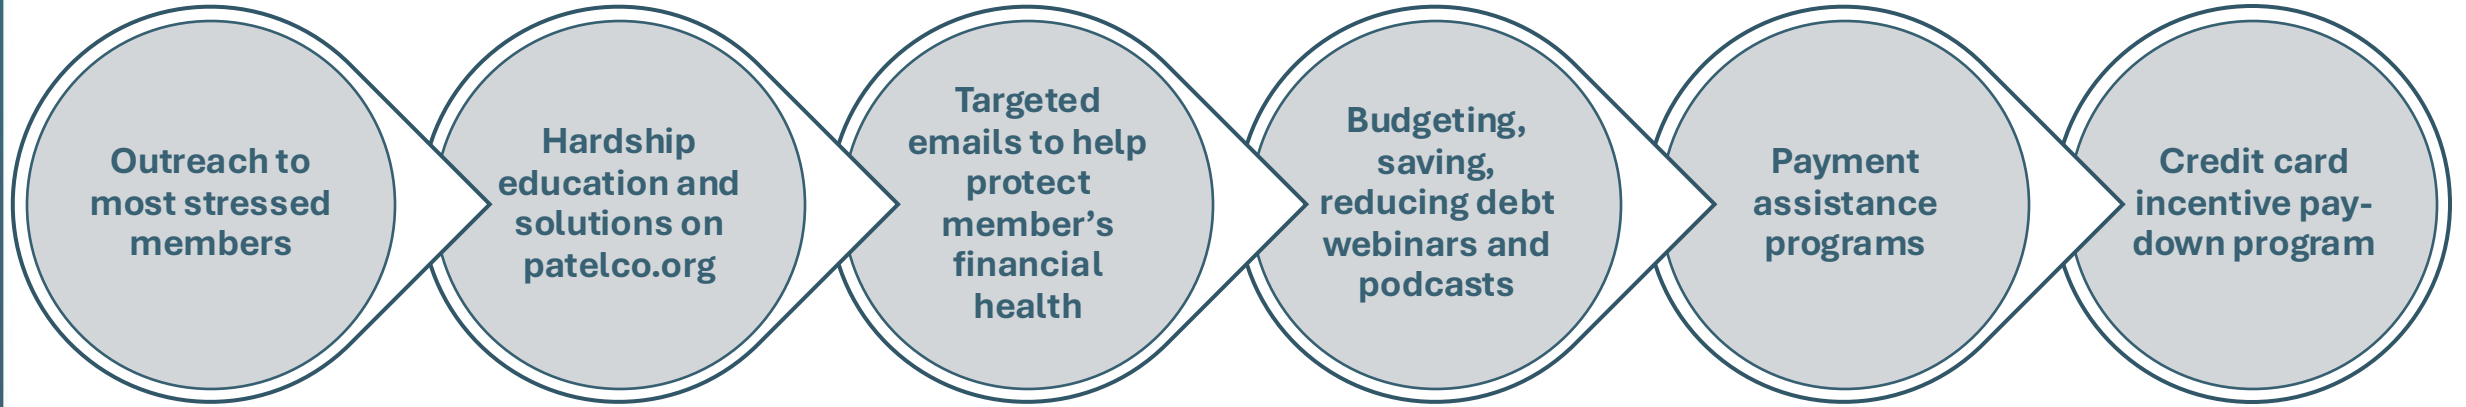 Outreach to
most stressed
members
Hardship
education and
solutions on
patelco.org
Targeted
emails to help
protect
member’s
financial
health
Budgeting,
saving,
reducing debt
webinars and
podcasts
Payment
assistance
programs
Credit card
incentive pay-
down program